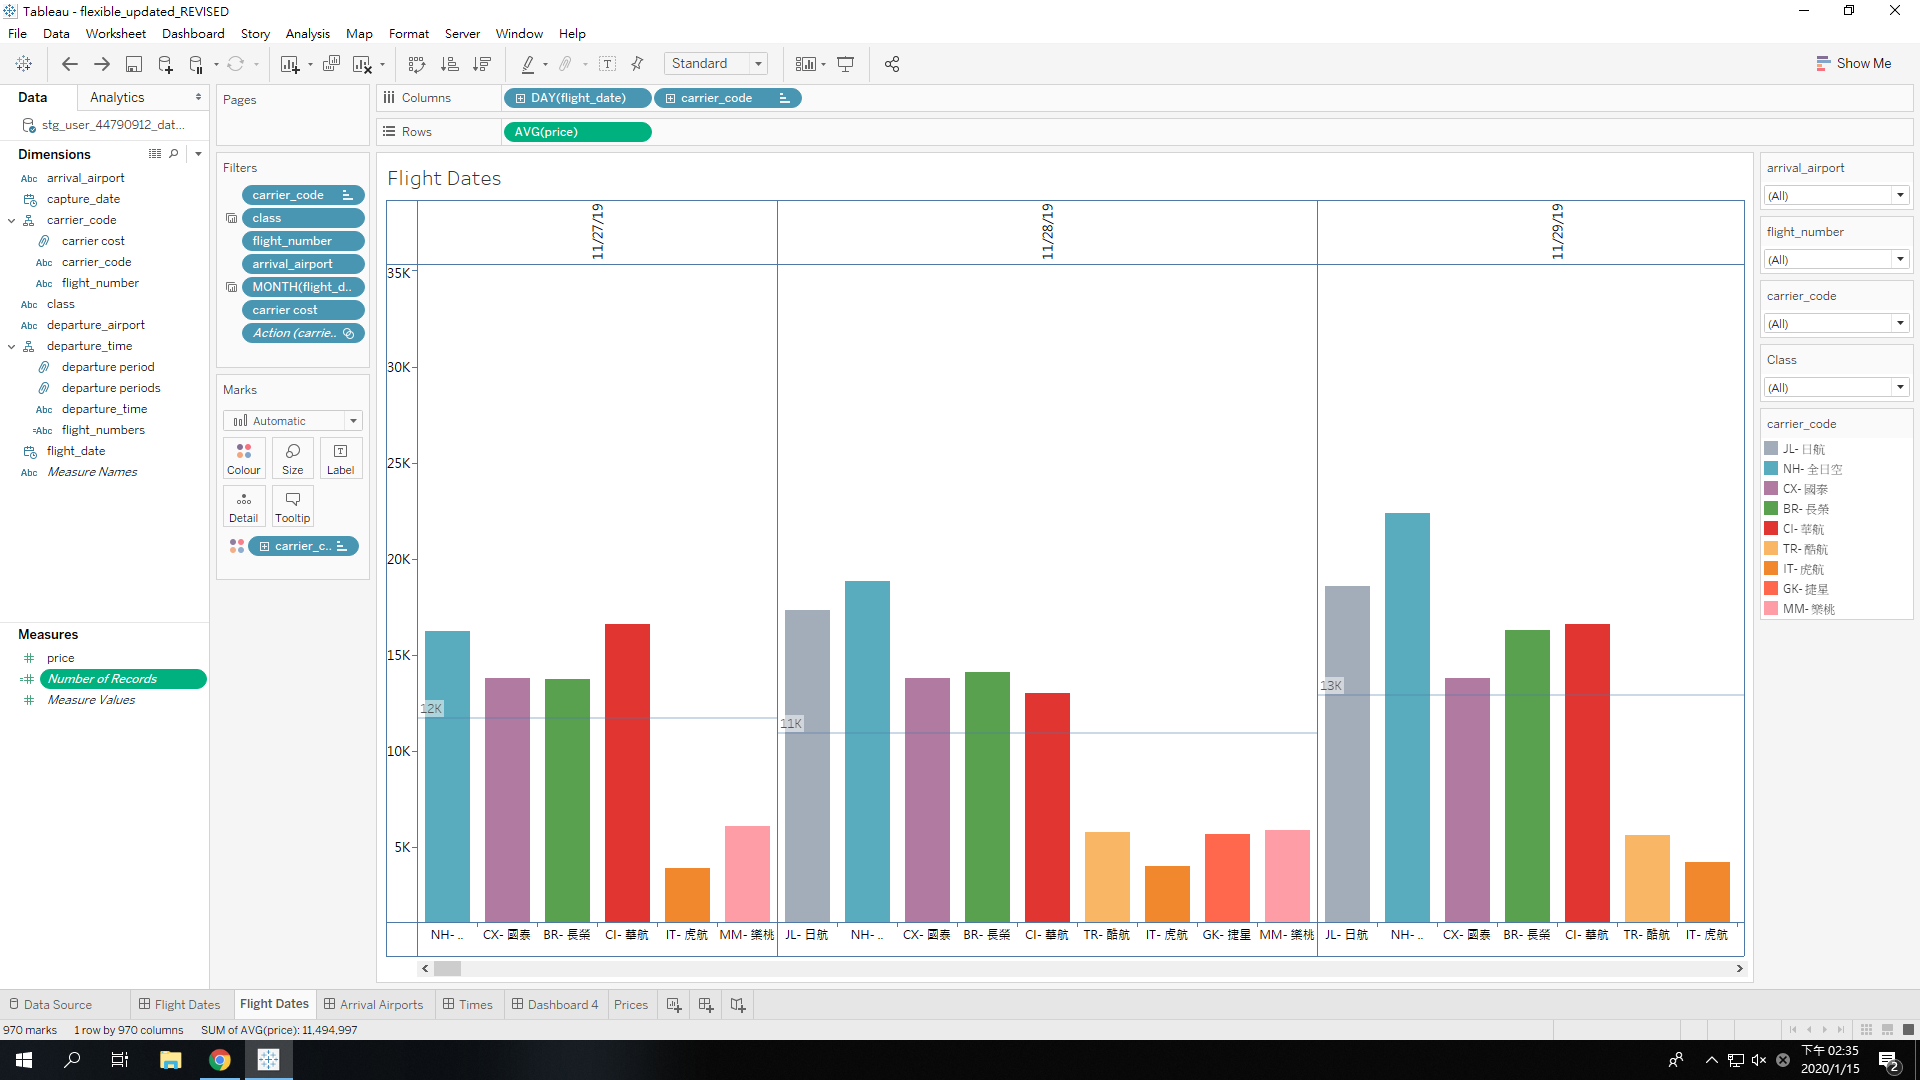 Tableau - flexible_updated_REVISED
File Data Worksheet Dashboard Story Analysis Map Format Server Window Help
Standard
Show Me
Data Analytics
stg_user_44790912_dat...
Dimensions
Abc arrival_airport
capture_date
carrier_code
carrier cost
Abc carrier_code
Abc flight_number
Abc class
Abc departure_airport
departure_time
departure period
departure periods
Abc departure_time
=Abc flight_numbers
flight_date
Abc Measure Names
Measures
# price
=# Number of Records
# Measure Values
Pages
Filters
carrier_code
class
flight_number
arrival_airport
MONTH(flight_d..
carrier cost
Action (carrie..
Marks
Automatic
Colour Size Label
Detail Tooltip
carrier_c..
Columns DAY(flight_date) carrier_code
Rows AVG(price)
Flight Dates
11/27/19 11/28/19 11/29/19
35K
30K
25K
20K
15K
10K
5K
12K
11K
13K
NH- .. CX- 國泰 BR- 長榮 CI- 華航 IT- 虎航 MM- 樂桃 JL- 日航 NH- .. CX- 國泰 BR- 長榮 CI- 華航 TR- 酷航 IT- 虎航 GK- 捷星 MM- 樂桃 JL- 日航 NH- .. CX- 國泰 BR- 長榮 CI- 華航 TR- 酷航 IT- 虎航
arrival_airport
(All)
flight_number
(All)
carrier_code
(All)
Class
(All)
carrier_code
JL- 日航
NH- 全日空
CX- 國泰
BR- 長榮
CI- 華航
TR- 酷航
IT- 虎航
GK- 捷星
MM- 樂桃
Data Source Flight Dates Flight Dates Arrival Airports Times Dashboard 4 Prices
970 marks 1 row by 970 columns SUM of AVG(price): 11,494,997
下午 02:35
2020/1/15
2